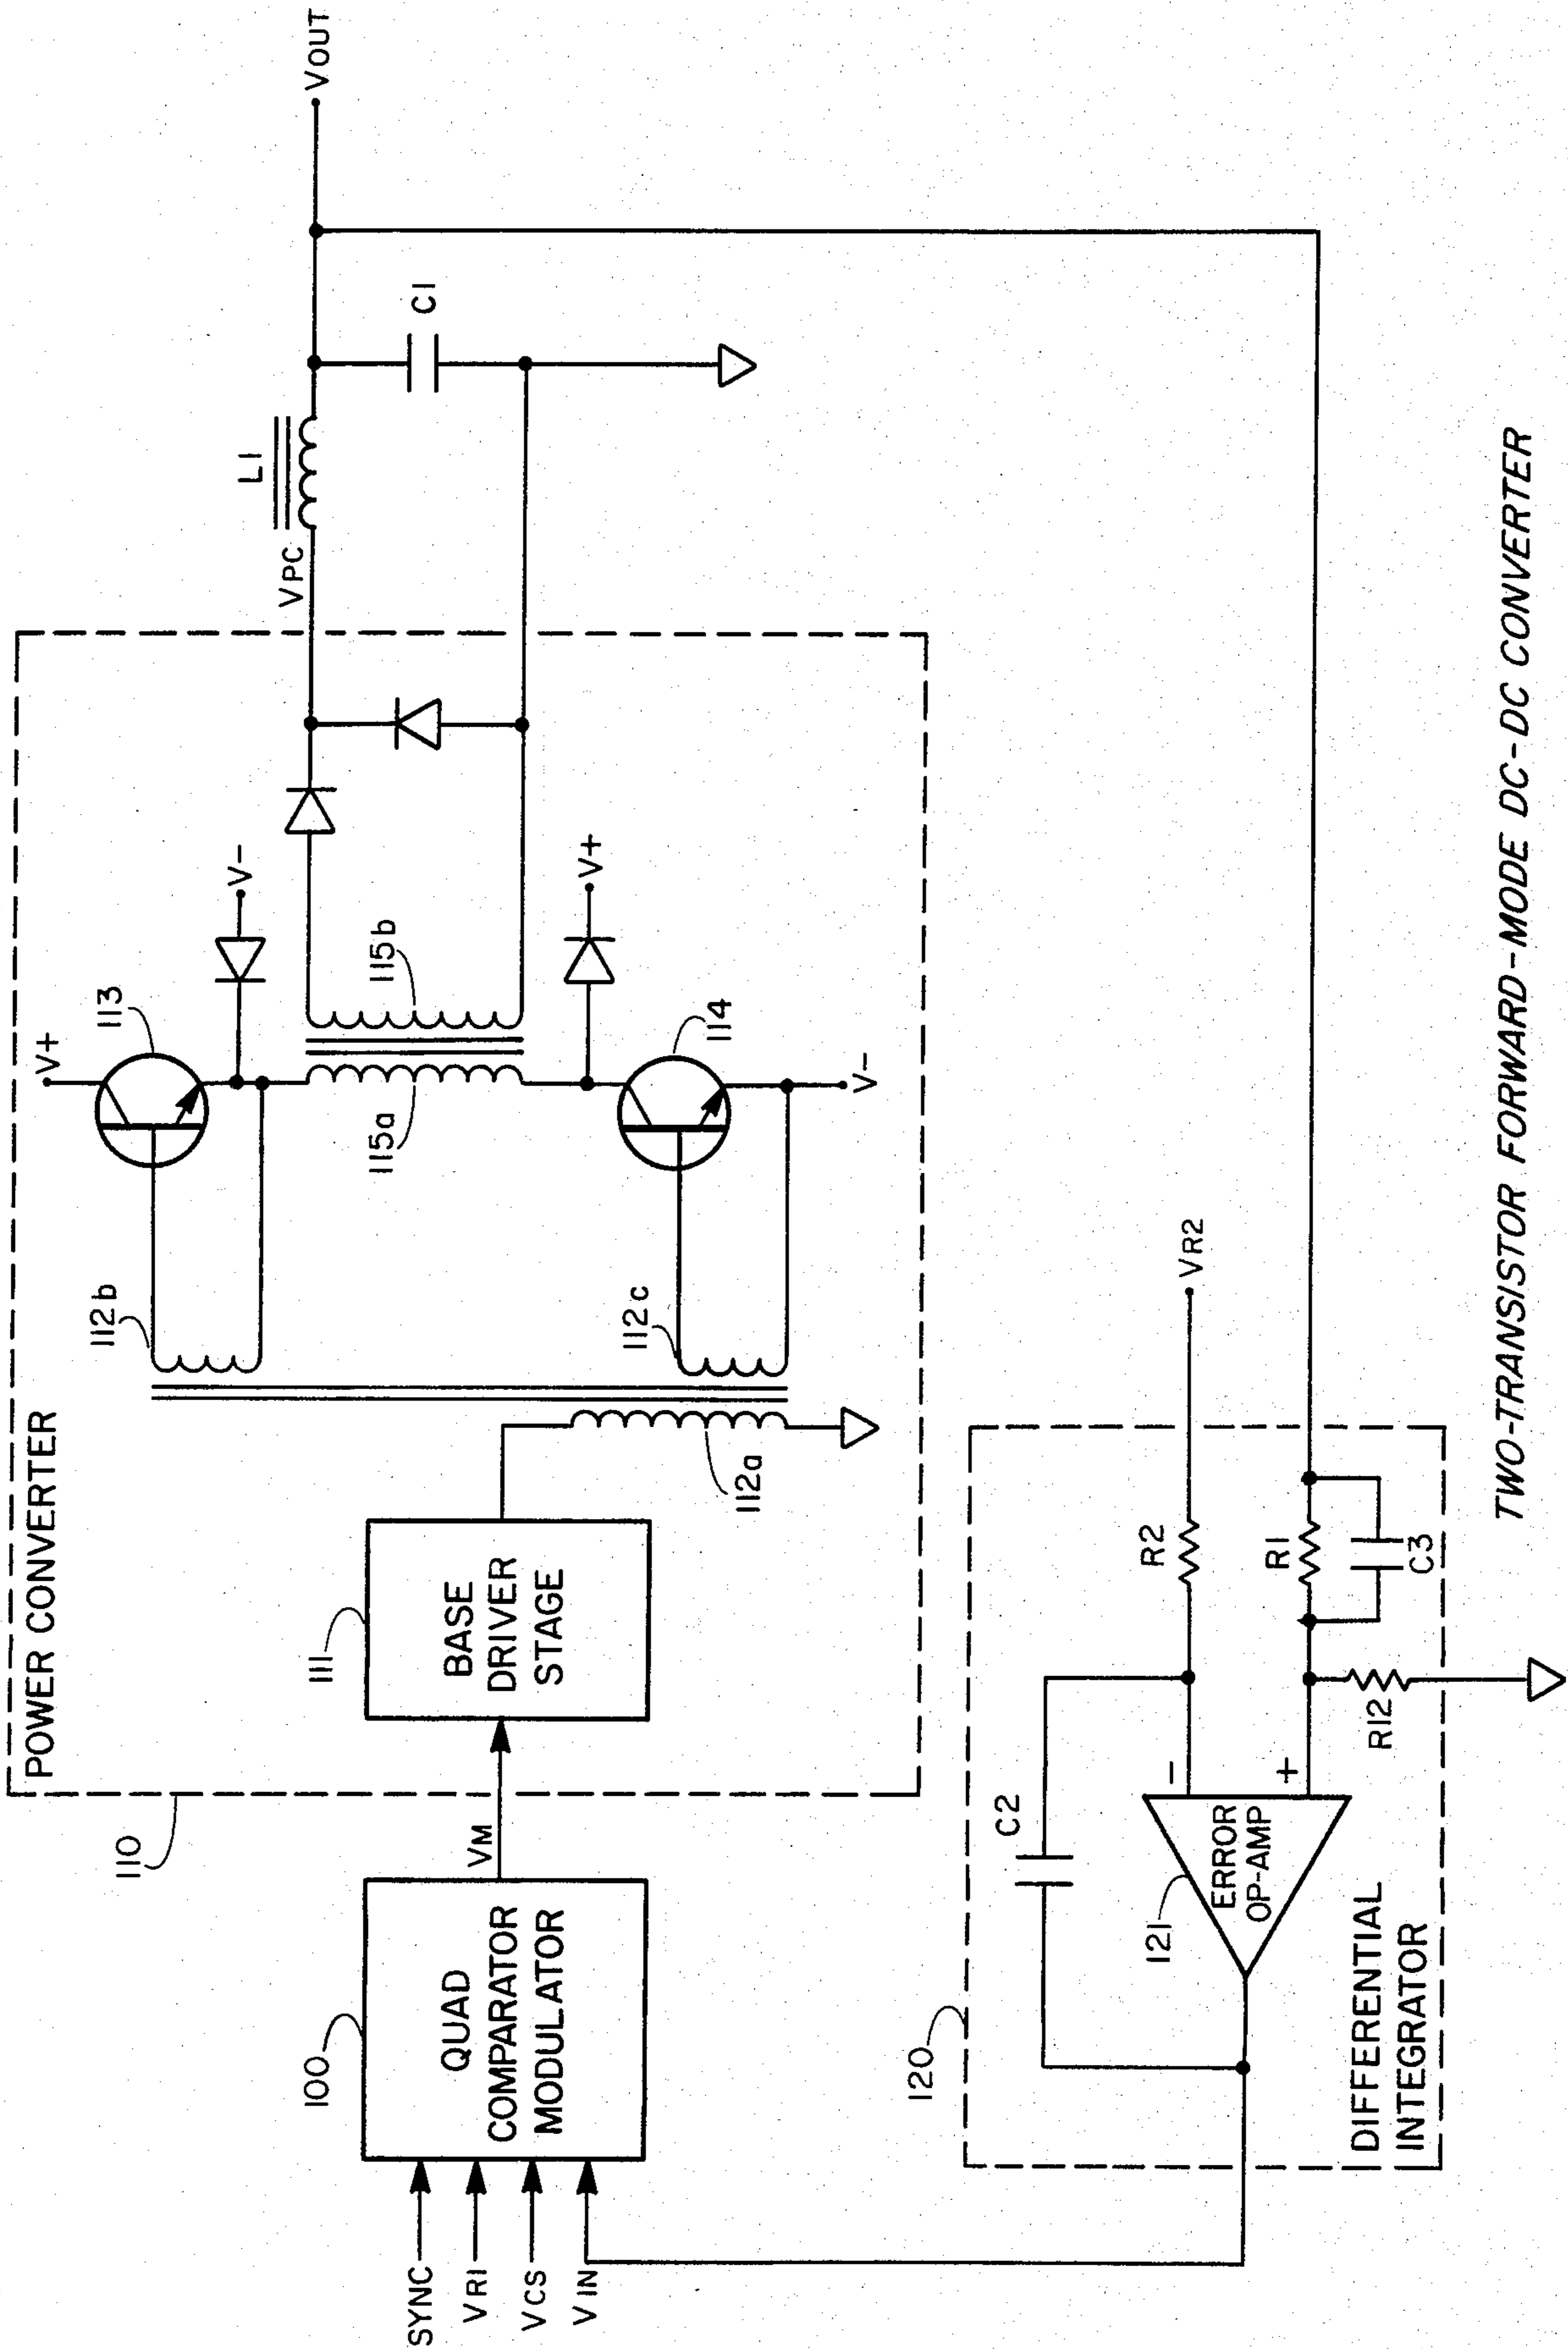 POWER CONVERTER
110
V+
113
V-
112b
115a
115b
VPC
L1
C1
VOUT
V+
114
V-
112c
112a
111
BASE
DRIVER
STAGE
VM
100
QUAD
COMPARATOR
MODULATOR
SYNC
VR1
VCS
VIN
120
C2
R2
VR2
121
ERROR
OP-AMP
-
+
R1
C3
R12
DIFFERENTIAL
INTEGRATOR
TWO-TRANSISTOR FORWARD-MODE DC-DC CONVERTER